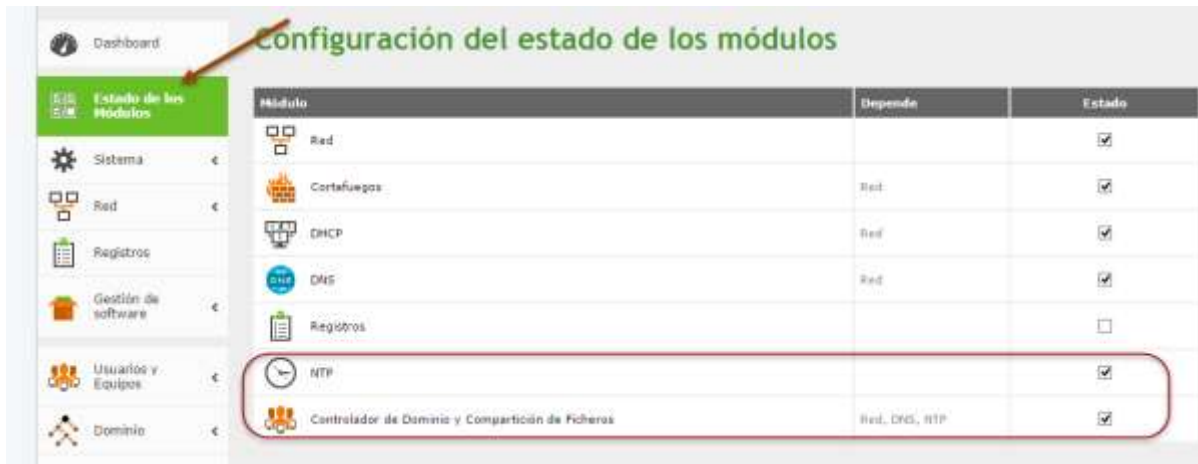 Dashboard
Configuración del estado de los módulos
Estado de los
Módulos
Módulo Depende Estado
Red
Sistema
Cortafuegos Red
Red
DHCP Red
Registros
DNS Red
Gestión de
software
Registros
Usuarios y
Equipos
NTP
Controlador de Dominio y Compartición de Ficheros Red, DNS, NTP
Dominio